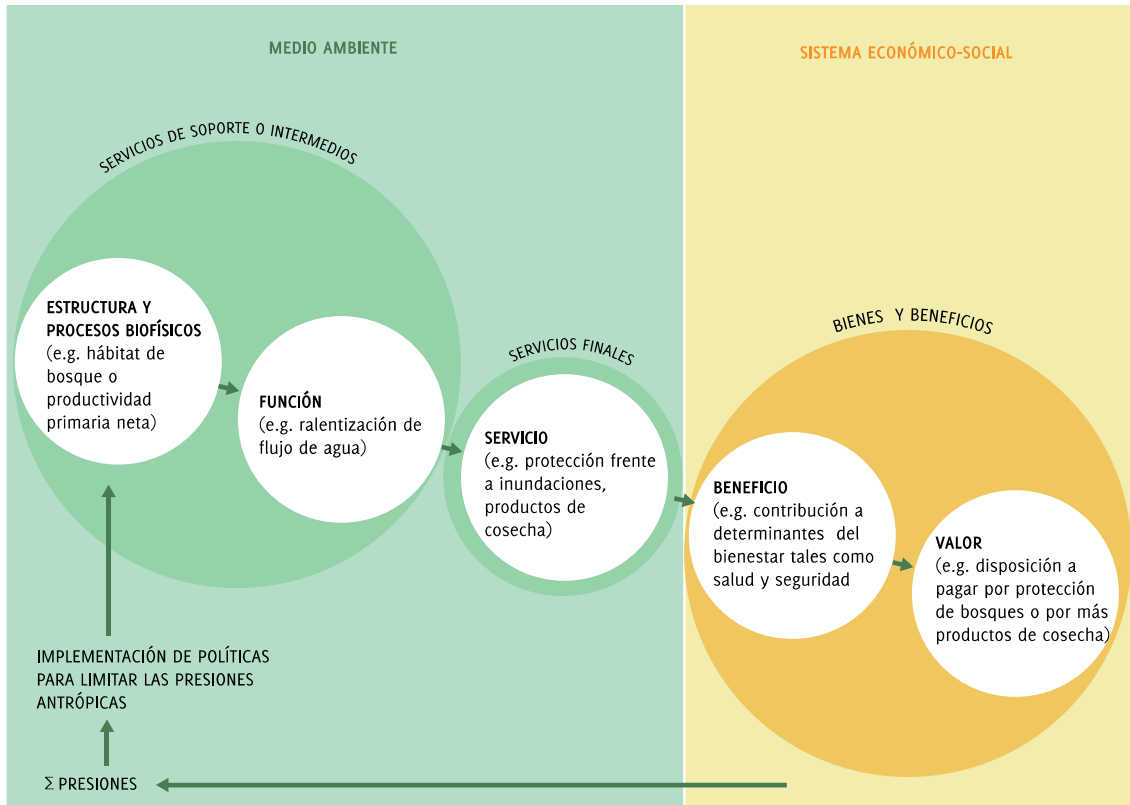 MEDIO AMBIENTE
SISTEMA ECONÓMICO-SOCIAL
SERVICIOS DE SOPORTE O INTERMEDIOS
ESTRUCTURA Y
PROCESOS BIOFÍSICOS
(e.g. hábitat de
bosque o
productividad
primaria neta)
FUNCIÓN
(e.g. ralentización de
flujo de agua)
SERVICIOS FINALES
SERVICIO
(e.g. protección frente
a inundaciones,
productos de
cosecha)
BIENES Y BENEFICIOS
BENEFICIO
(e.g. contribución a
determinantes del
bienestar tales como
salud y seguridad
VALOR
(e.g. disposición a
pagar por protección
de bosques o por más
productos de cosecha)
IMPLEMENTACIÓN DE POLÍTICAS
PARA LIMITAR LAS PRESIONES
ANTRÓPICAS
Σ PRESIONES